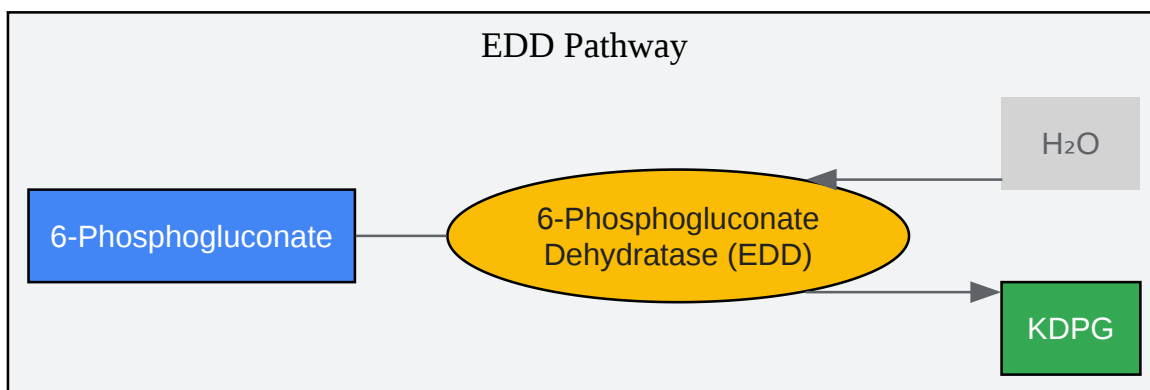 EDD Pathway
H₂O
6-Phosphogluconate
6-Phosphogluconate
Dehydratase (EDD)
KDPG